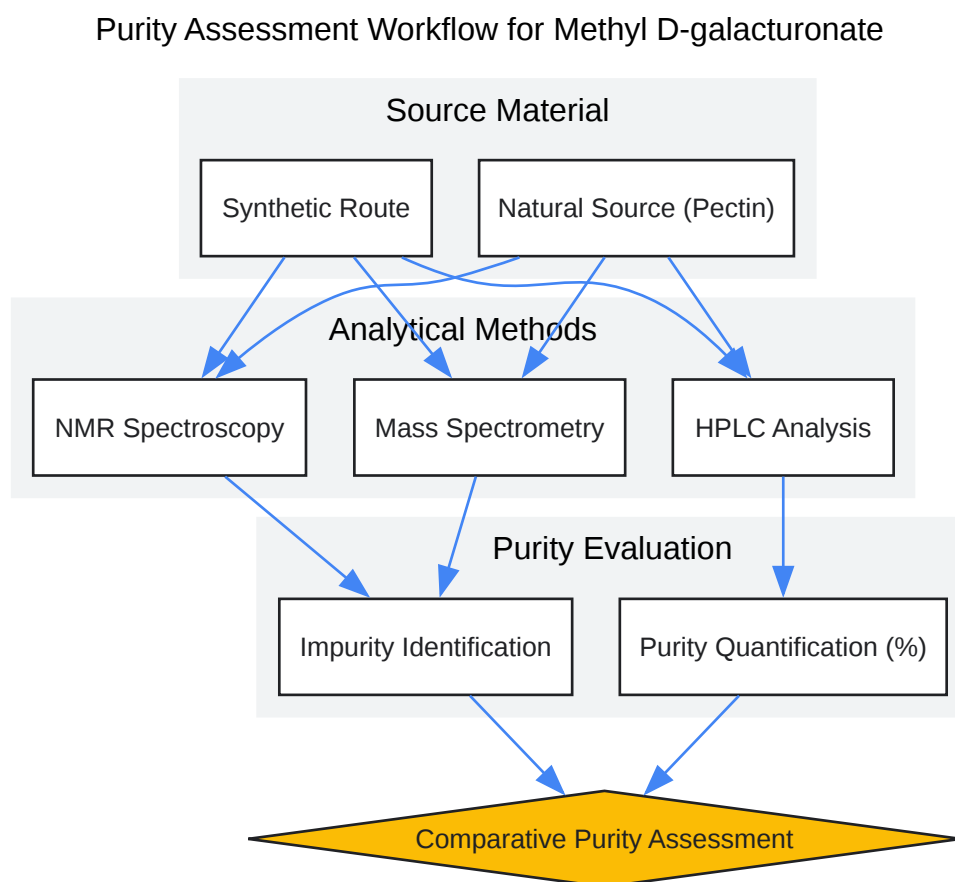 Purity Assessment Workflow for Methyl D-galacturonate
Source Material
Synthetic Route
Natural Source (Pectin)
Analytical Methods
NMR Spectroscopy
Mass Spectrometry
HPLC Analysis
Purity Evaluation
Impurity Identification
Purity Quantification (%)
Comparative Purity Assessment